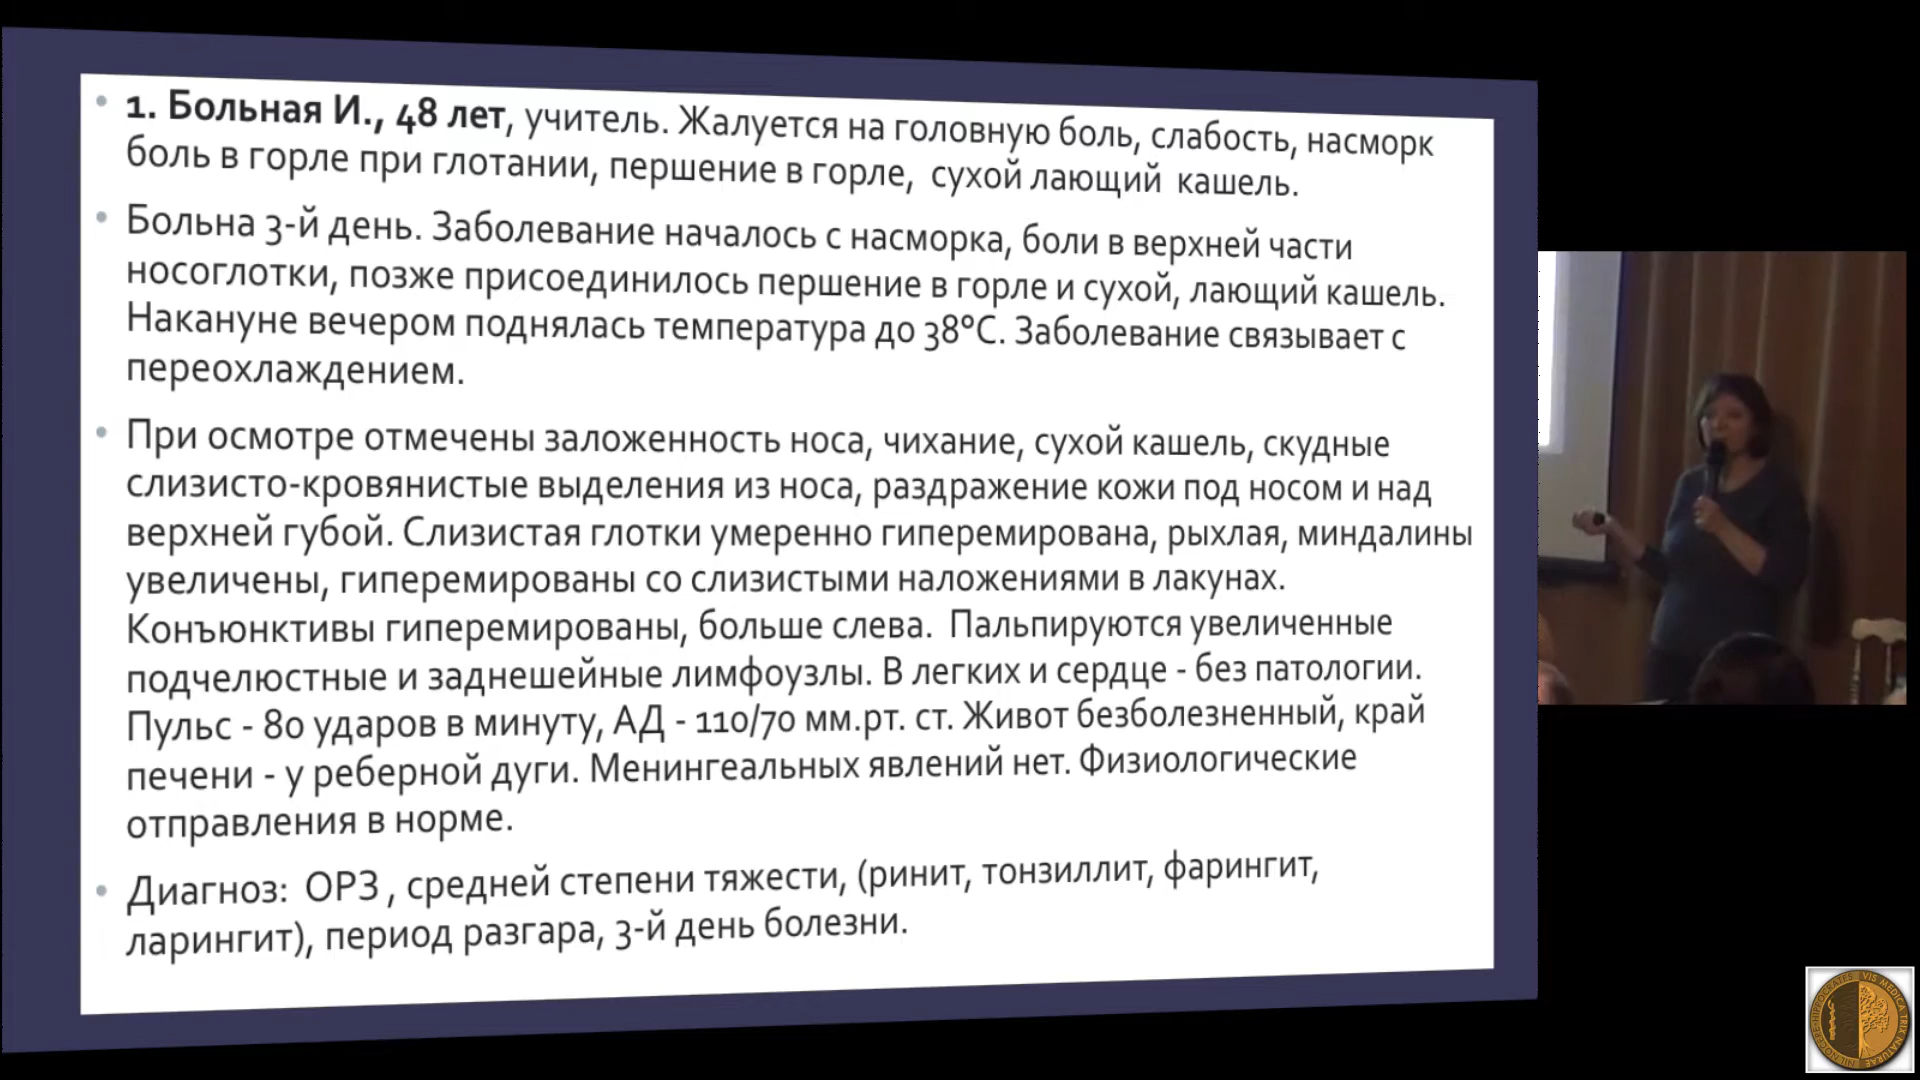 1. Больная И., 48 лет, учитель. Жалуется на головную боль, слабость, насморк
боль в горле при глотании, першение в горле, сухой лающий кашель.
Больна 3-й день. Заболевание началось с насморка, боли в верхней части
носоглотки, позже присоединилось першение в горле и сухой, лающий кашель.
Накануне вечером поднялась температура до 38°С. Заболевание связывает с
переохлаждением.
При осмотре отмечены заложенность носа, чихание, сухой кашель, скудные
слизисто-кровянистые выделения из носа, раздражение кожи под носом и над
верхней губой. Слизистая глотки умеренно гиперемирована, рыхлая, миндалины
увеличены, гиперемированы со слизистыми наложениями в лакунах.
Конъюнктивы гиперемированы, больше слева. Пальпируются увеличенные
подчелюстные и заднешейные лимфоузлы. В легких и сердце - без патологии.
Пульс - 80 ударов в минуту, АД - 110/70 мм.рт. ст. Живот безболезненный, край
печени - у реберной дуги. Менингеальных явлений нет. Физиологические
отправления в норме.
Диагноз: ОРЗ , средней степени тяжести, (ринит, тонзиллит, фарингит,
ларингит), период разгара, 3-й день болезни.